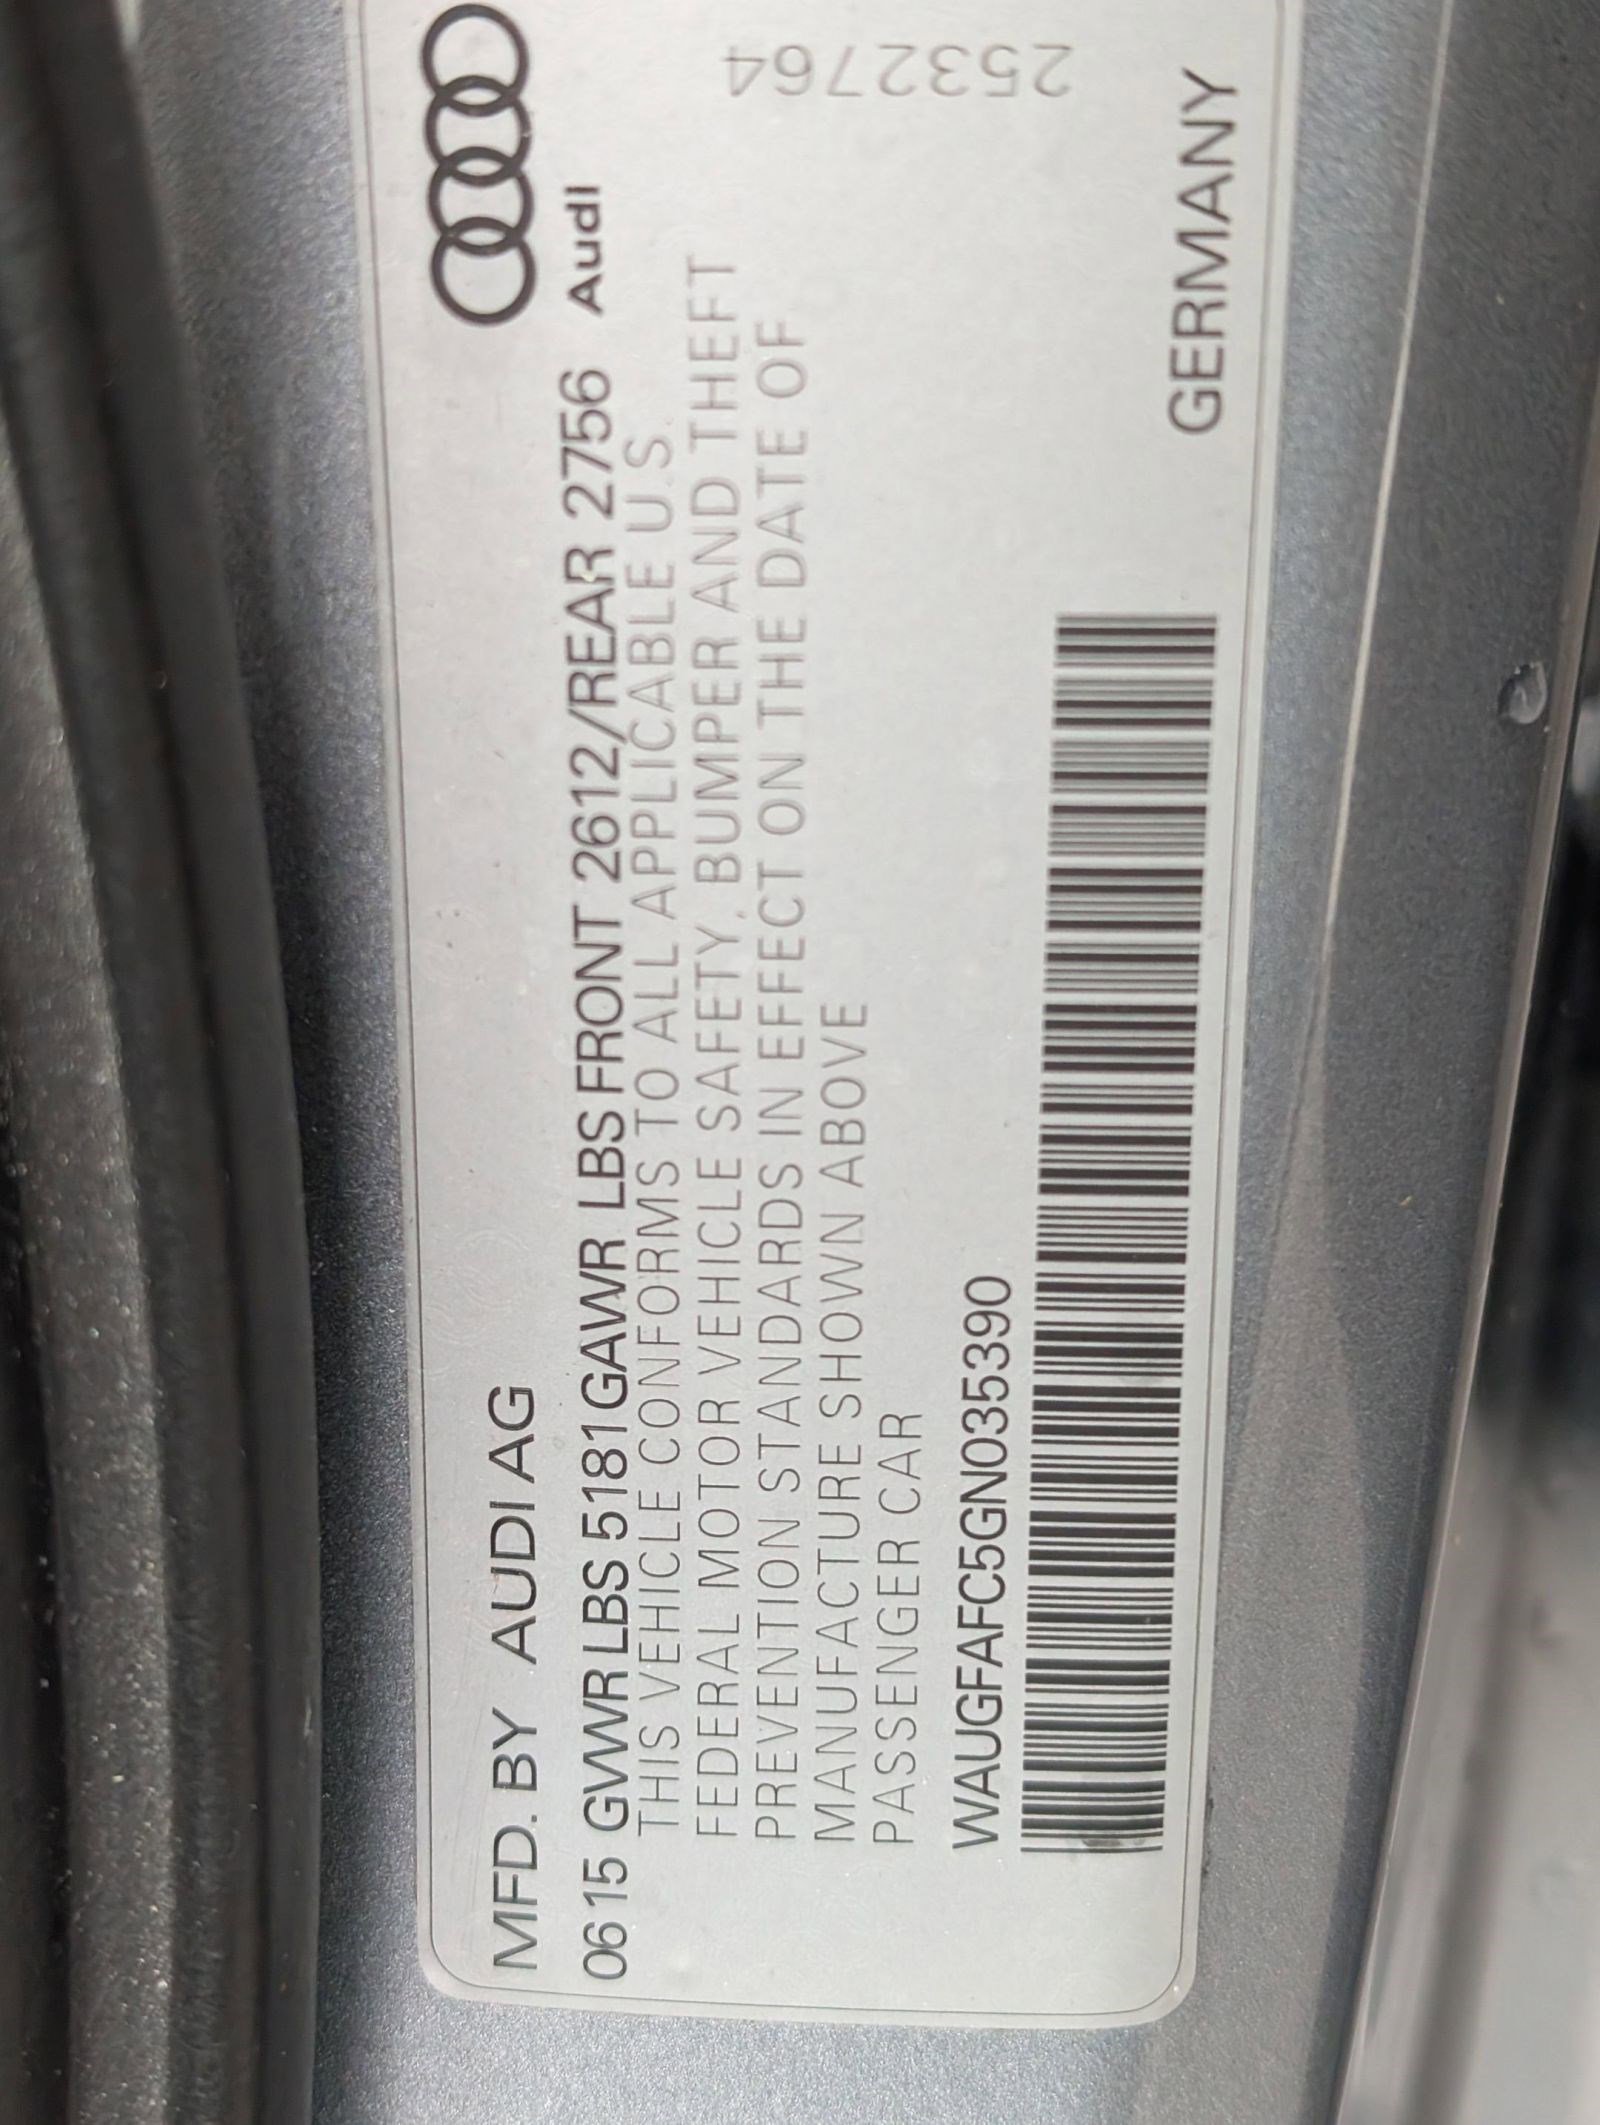 MFD. BY AUDI AG
Audi
06 15 GVWR LBS 5181 GAWR LBS FRONT 2612/REAR 2756
THIS VEHICLE CONFORMS TO ALL APPLICABLE U.S.
FEDERAL MOTOR VEHICLE SAFETY, BUMPER AND THEFT
PREVENTION STANDARDS IN EFFECT ON THE DATE OF
MANUFACTURE SHOWN ABOVE
PASSENGER CAR
2532764
WAUGFAFC5GN035390
GERMANY